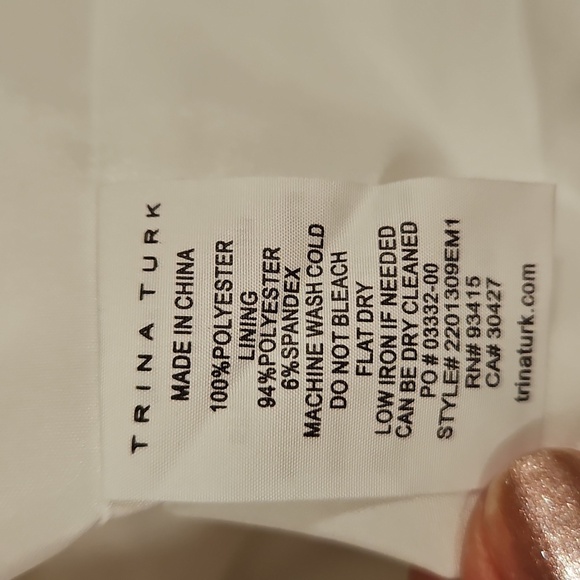 TRINA TURK
MADE IN CHINA
100%POLYESTER
LINING
94%POLYESTER
6%SPANDEX
MACHINE WASH COLD
DO NOT BLEACH
FLAT DRY
LOW IRON IF NEEDED
CAN BE DRY CLEANED
PO # 03332-00
STYLE# 2201309EM1
RN# 93415
CA# 30427
trinaturk.com